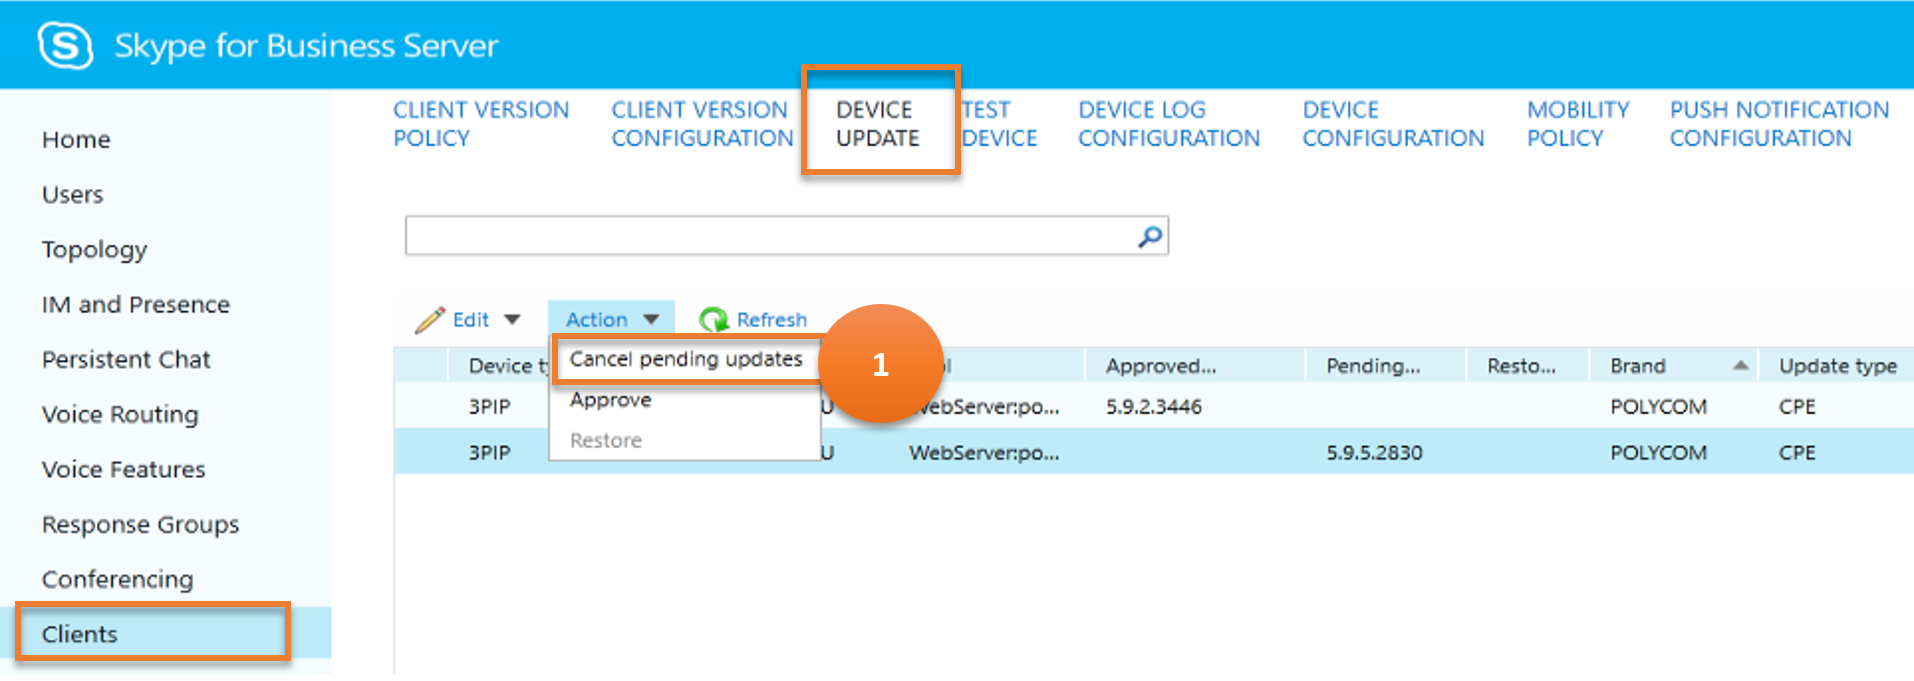 Skype for Business Server
CLIENT VERSION POLICY
CLIENT VERSION CONFIGURATION
DEVICE UPDATE
TEST DEVICE
DEVICE LOG CONFIGURATION
DEVICE CONFIGURATION
MOBILITY POLICY
PUSH NOTIFICATION CONFIGURATION
Home
Users
Topology
IM and Presence
Persistent Chat
Voice Routing
Voice Features
Response Groups
Conferencing
Clients
Edit Action Refresh
Cancel pending updates
Approve
Restore
1
Device Approved... Pending... Resto... Brand Update type
3PIP U WebServer:po... 5.9.2.3446 POLYCOM CPE
3PIP U WebServer:po... 5.9.5.2830 POLYCOM CPE